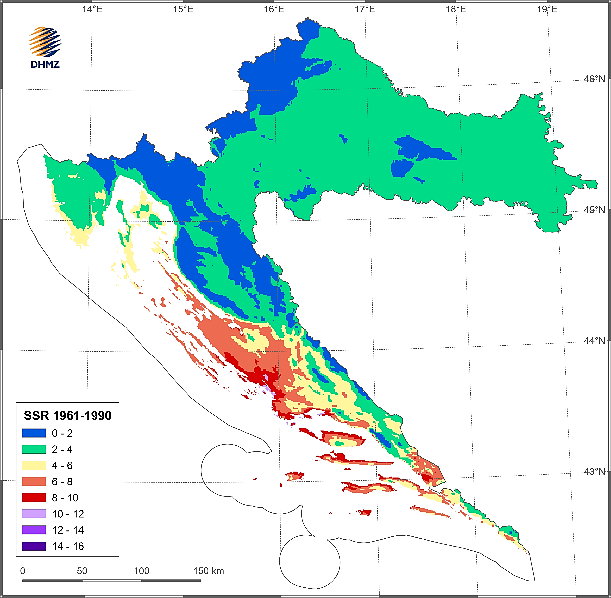 14°E 15°E 16°E 17°E 18°E 19°E
DHMZ
46°N
45°N
44°N
43°N
SSR 1961-1990
0 - 2
2 - 4
4 - 6
6 - 8
8 - 10
10 - 12
12 - 14
14 - 16
0 50 100 150 km